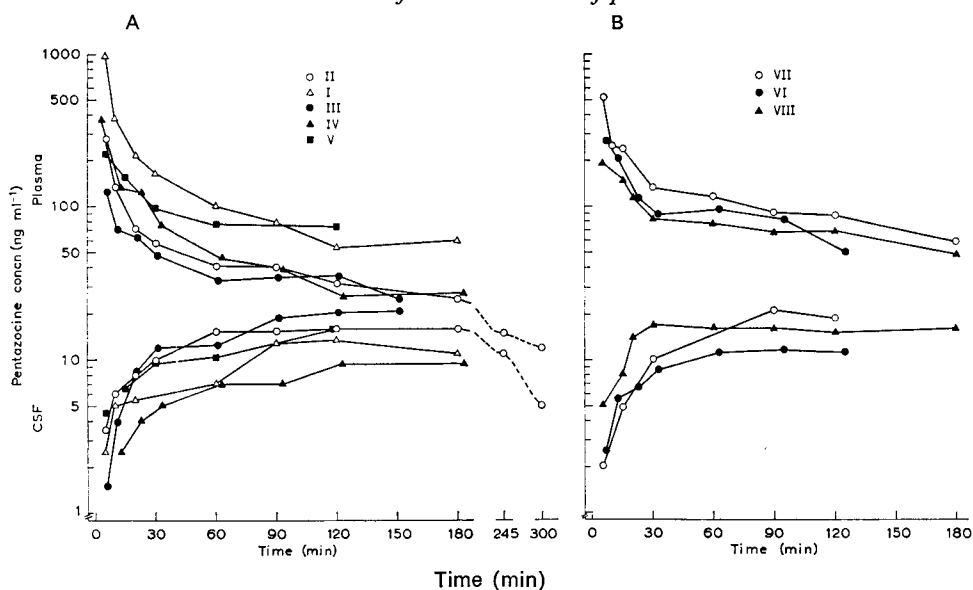 A
B
II
I
III
IV
V
VII
VI
VIII
1000
500
100
50
10
5
1
Plasma
Pentazocine concn (ng ml⁻¹)
CSF
0 30 60 90 120 150 180 245 300
Time (min)
0 30 60 90 120 150 180
Time (min)
Time (min)